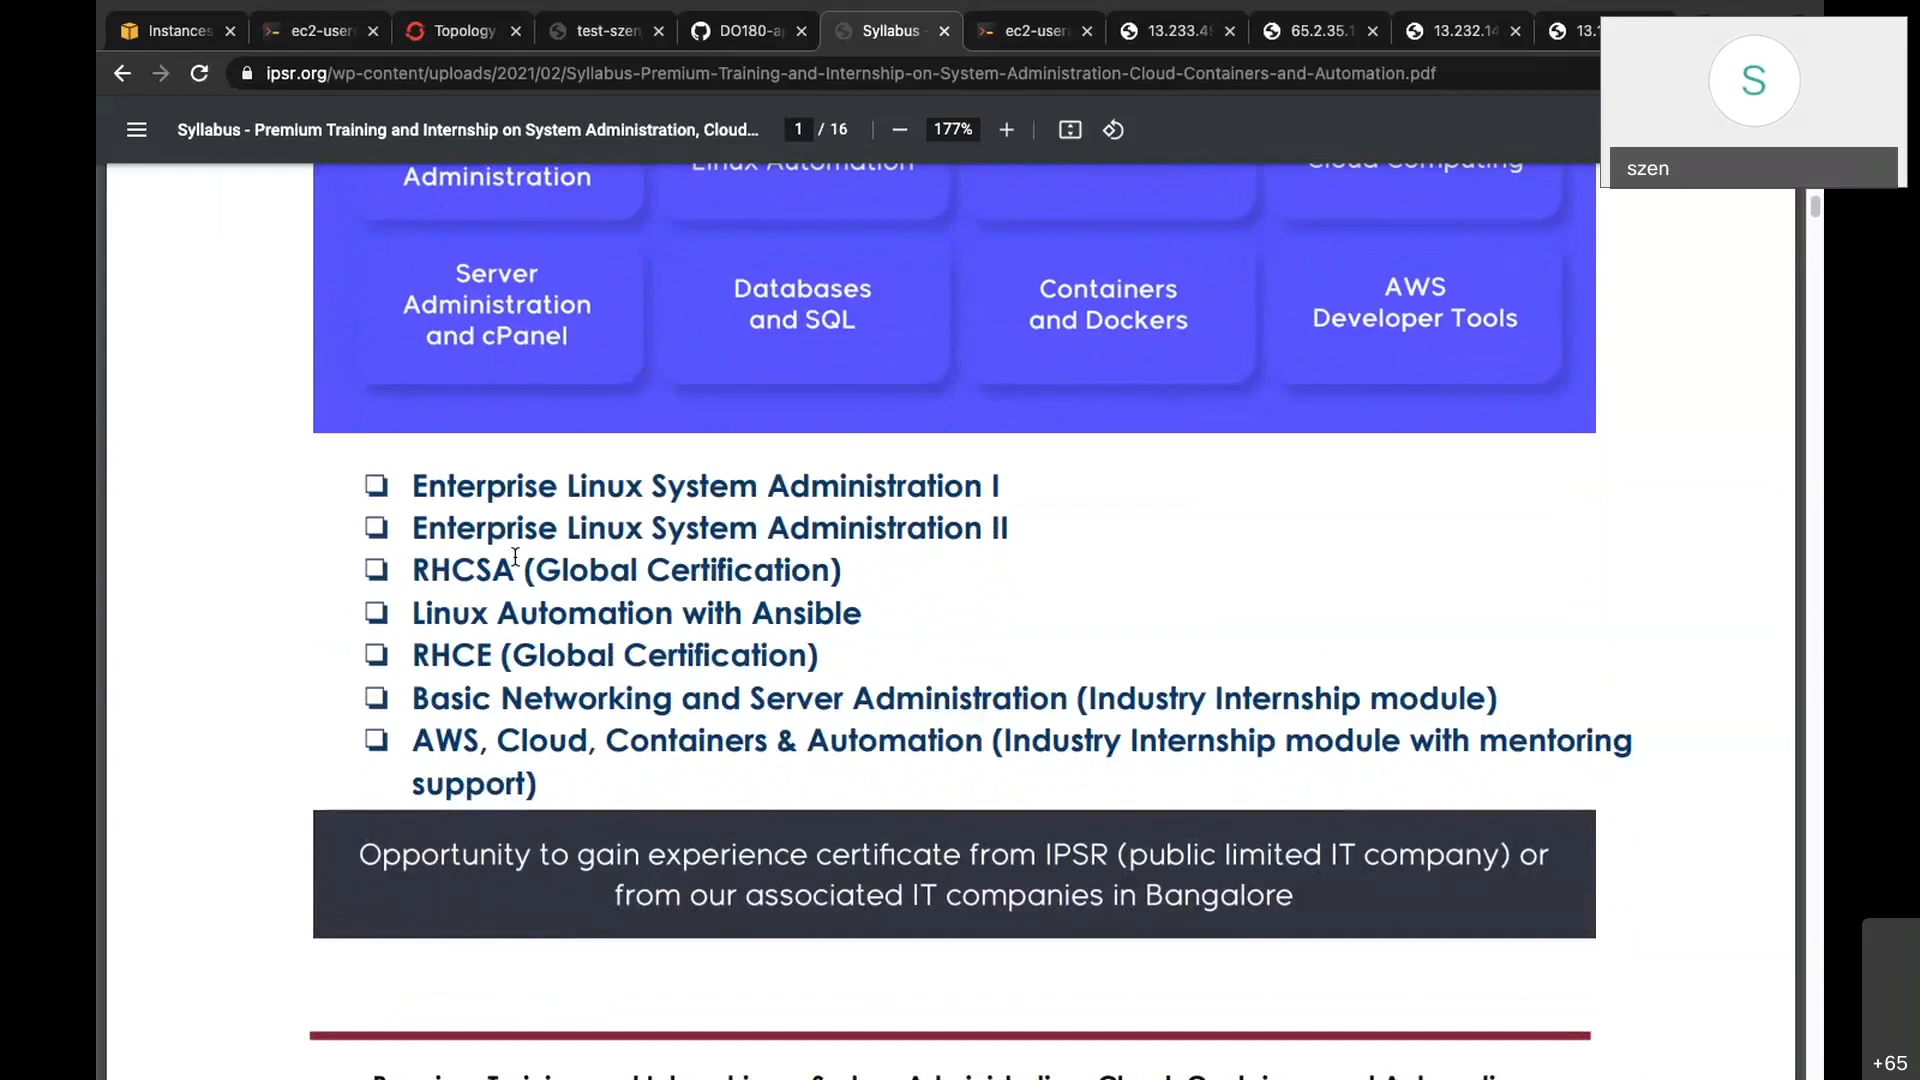 Instances
ec2-user
Topology
test-szen
DO180-a
Syllabus
ec2-user
13.233.4
65.2.35.1
13.232.14
13.
ipsr.org/wp-content/uploads/2021/02/Syllabus-Premium-Training-and-Internship-on-System-Administration-Cloud-Containers-and-Automation.pdf
S
szen
Syllabus - Premium Training and Internship on System Administration, Cloud...
1 / 16
177%
Administration
Linux Automation
Cloud Computing
Server
Administration
and cPanel
Databases
and SQL
Containers
and Dockers
AWS
Developer Tools
Enterprise Linux System Administration I
Enterprise Linux System Administration II
RHCSA (Global Certification)
Linux Automation with Ansible
RHCE (Global Certification)
Basic Networking and Server Administration (Industry Internship module)
AWS, Cloud, Containers & Automation (Industry Internship module with mentoring
support)
Opportunity to gain experience certificate from IPSR (public limited IT company) or
from our associated IT companies in Bangalore
+65